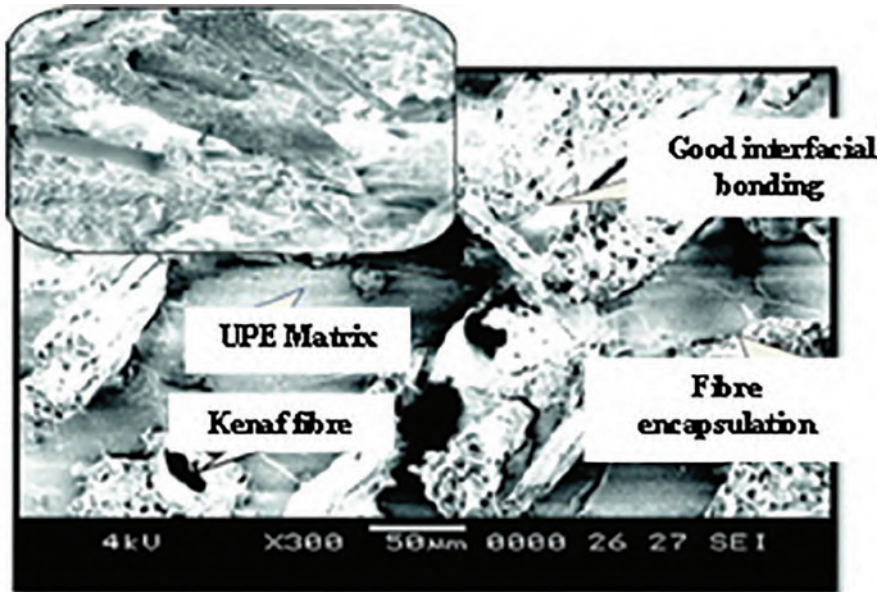 Good interfacial
bonding
UPE Matrix
Fibre
encapsulation
Kenaf fibre
4kV X300 50µm 0000 26 27 SEI